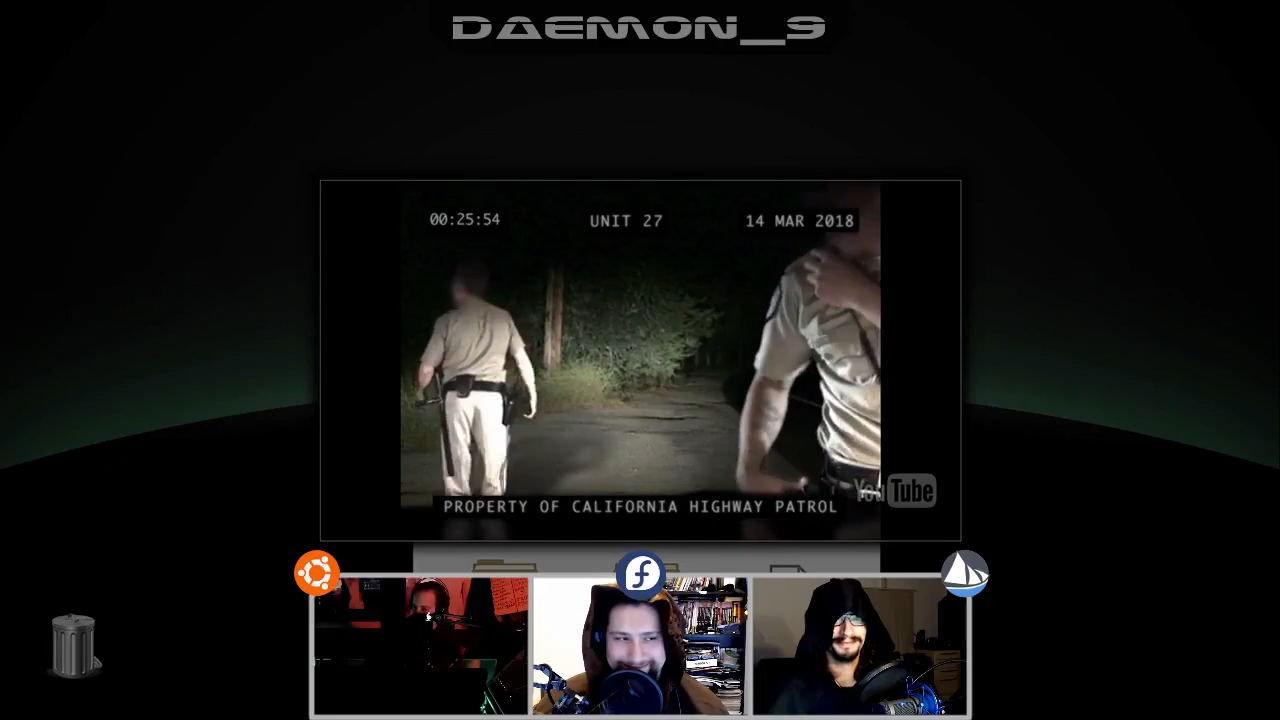 DAEMON_9
00:25:54 UNIT 27 14 MAR 2018
PROPERTY OF CALIFORNIA HIGHWAY PATROL
YouTube